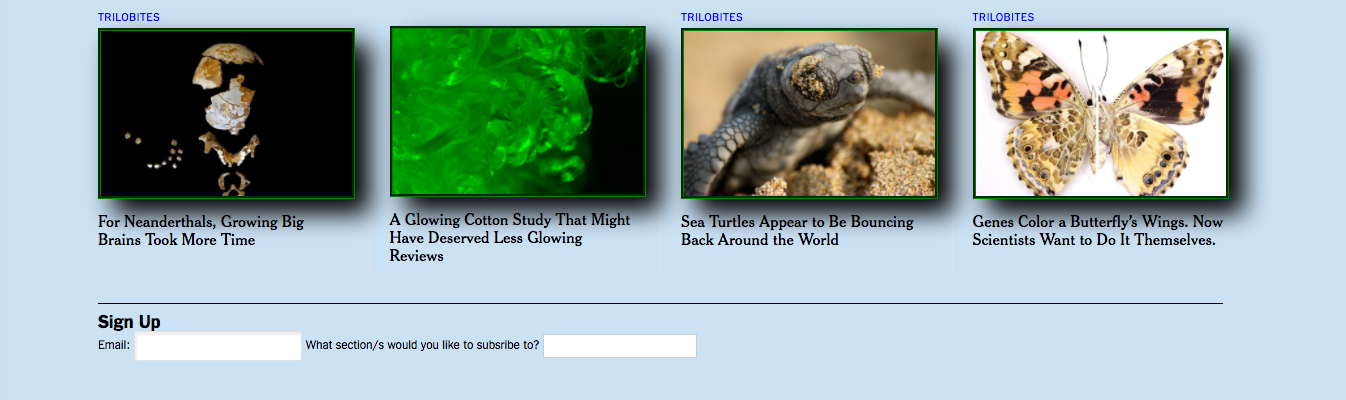 TRILOBITES
For Neanderthals, Growing Big
Brains Took More Time
A Glowing Cotton Study That Might
Have Deserved Less Glowing
Reviews
TRILOBITES
Sea Turtles Appear to Be Bouncing
Back Around the World
TRILOBITES
Genes Color a Butterfly’s Wings. Now
Scientists Want to Do It Themselves.
Sign Up
Email: What section/s would you like to subsribe to?